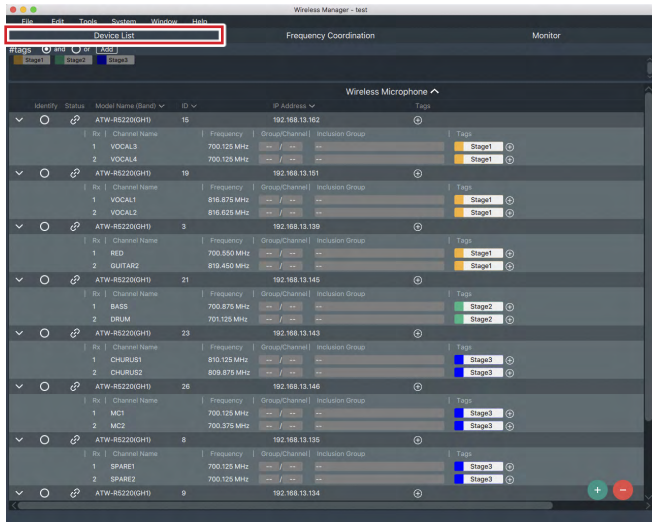 Wireless Manager - test
File Edit Tools System Window Help
Device List Frequency Coordination Monitor
#tags and or Add
Stage1 Stage2 Stage3
Wireless Microphone
Identify Status Model Name (Band) ID IP Address Tags
ATW-R5220(GH1) 15 192.168.13.162
Rx | Channel Name | Frequency | Group/Channel | Inclusion Group | Tags
1 VOCAL3 700.125 MHz -- / -- -- Stage1
2 VOCAL4 700.125 MHz -- / -- -- Stage1
ATW-R5220(GH1) 19 192.168.13.151
Rx | Channel Name | Frequency | Group/Channel | Inclusion Group | Tags
1 VOCAL1 816.875 MHz -- / -- -- Stage1
2 VOCAL2 816.625 MHz -- / -- -- Stage1
ATW-R5220(GH1) 3 192.168.13.139
Rx | Channel Name | Frequency | Group/Channel | Inclusion Group | Tags
1 RED 700.550 MHz -- / -- -- Stage1
2 GUITAR2 819.450 MHz -- / -- -- Stage1
ATW-R5220(GH1) 21 192.168.13.145
Rx | Channel Name | Frequency | Group/Channel | Inclusion Group | Tags
1 BASS 700.875 MHz -- / -- -- Stage2
2 DRUM 701.125 MHz -- / -- -- Stage2
ATW-R5220(GH1) 23 192.168.13.143
Rx | Channel Name | Frequency | Group/Channel | Inclusion Group | Tags
1 CHURUS1 810.125 MHz -- / -- -- Stage3
2 CHURUS2 809.875 MHz -- / -- -- Stage3
ATW-R5220(GH1) 26 192.168.13.146
Rx | Channel Name | Frequency | Group/Channel | Inclusion Group | Tags
1 MC1 700.125 MHz -- / -- -- Stage3
2 MC2 700.375 MHz -- / -- -- Stage3
ATW-R5220(GH1) 8 192.168.13.135
Rx | Channel Name | Frequency | Group/Channel | Inclusion Group | Tags
1 SPARE1 700.125 MHz -- / -- -- Stage3
2 SPARE2 700.125 MHz -- / -- -- Stage3
ATW-R5220(GH1) 9 192.168.13.134